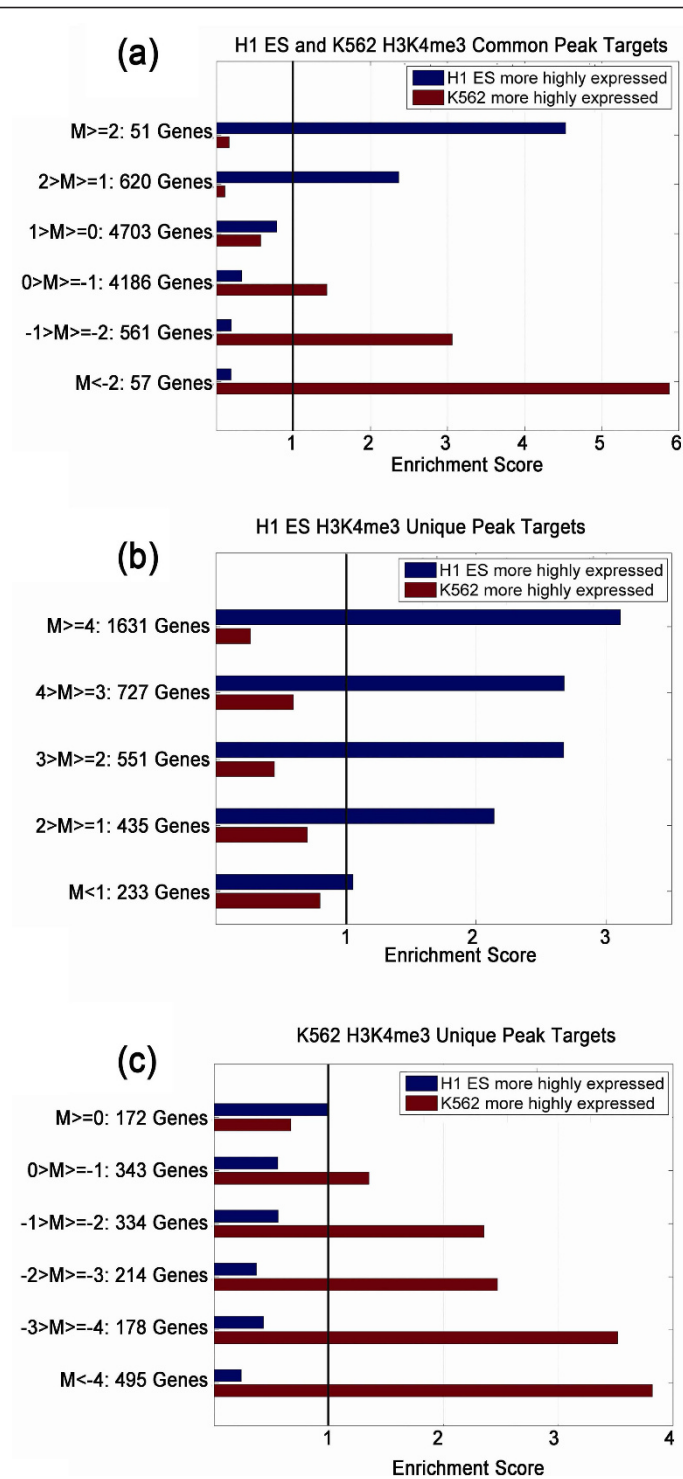 (a)
H1 ES and K562 H3K4me3 Common Peak Targets
H1 ES more highly expressed
K562 more highly expressed
M>=2: 51 Genes
2>M>=1: 620 Genes
1>M>=0: 4703 Genes
0>M>=-1: 4186 Genes
-1>M>=-2: 561 Genes
M<-2: 57 Genes
1 2 3 4 5 6
Enrichment Score
(b)
H1 ES H3K4me3 Unique Peak Targets
H1 ES more highly expressed
K562 more highly expressed
M>=4: 1631 Genes
4>M>=3: 727 Genes
3>M>=2: 551 Genes
2>M>=1: 435 Genes
M<1: 233 Genes
1 2 3
Enrichment Score
(c)
K562 H3K4me3 Unique Peak Targets
H1 ES more highly expressed
K562 more highly expressed
M>=0: 172 Genes
0>M>=-1: 343 Genes
-1>M>=-2: 334 Genes
-2>M>=-3: 214 Genes
-3>M>=-4: 178 Genes
M<-4: 495 Genes
1 2 3 4
Enrichment Score